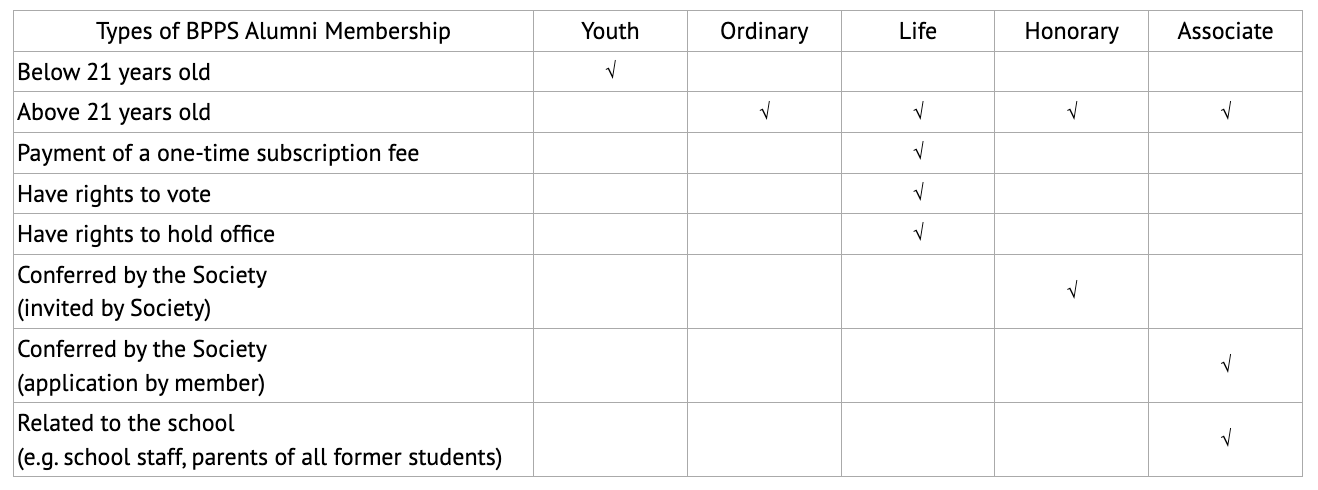 Types of BPPS Alumni Membership Youth Ordinary Life Honorary Associate
Below 21 years old √
Above 21 years old √ √ √ √
Payment of a one-time subscription fee √
Have rights to vote √
Have rights to hold office √
Conferred by the Society
(invited by Society) √
Conferred by the Society
(application by member) √
Related to the school
(e.g. school staff, parents of all former students) √